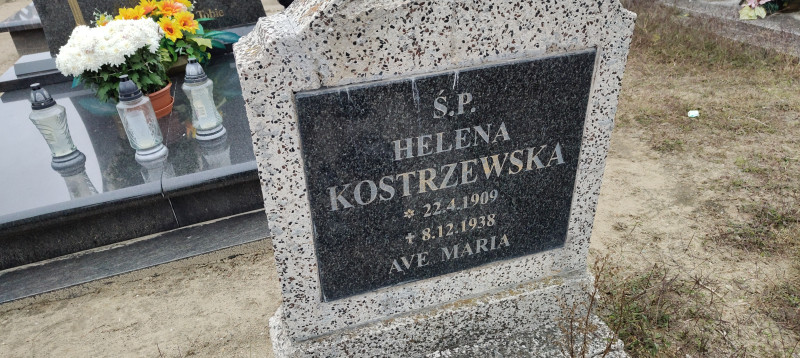 Ś.P.
HELENA
KOSTRZEWSKA
* 22.4.1909
✝ 8.12.1938
AVE MARIA